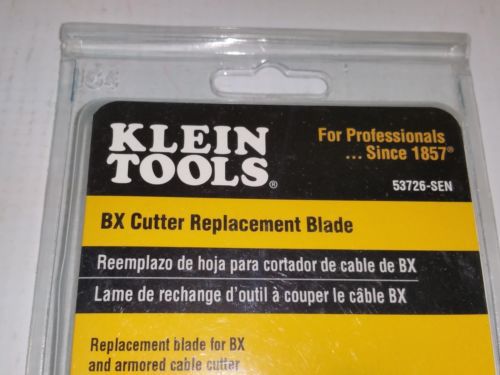 KLEIN
TOOLS®
For Professionals
... Since 1857®
53726-SEN
BX Cutter Replacement Blade
Reemplazo de hoja para cortador de cable de BX
Lame de rechange d'outil à couper le câble BX
Replacement blade for BX
and armored cable cutter